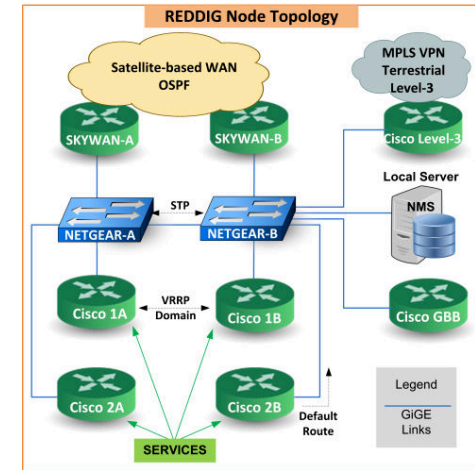 REDDIG Node Topology
Satellite-based WAN
OSPF
MPLS VPN
Terrestrial
Level-3
SKYWAN-A
SKYWAN-B
Cisco Level-3
Local Server
STP
NMS
NETGEAR-A
NETGEAR-B
VRRP
Domain
Cisco 1A
Cisco 1B
Cisco GBB
Cisco 2A
Cisco 2B
Default
Route
Legend
GiGE
Links
SERVICES